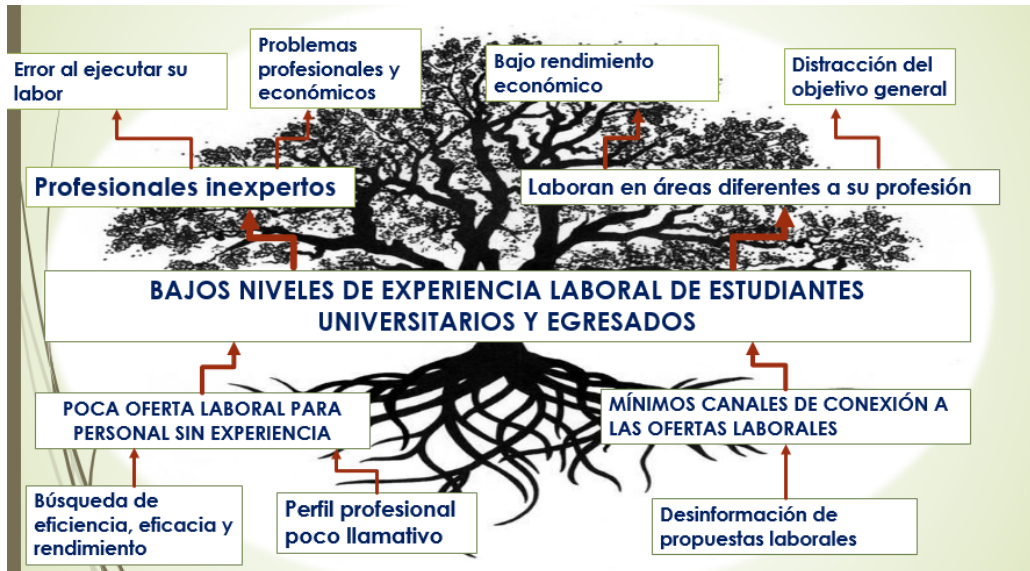 Error al ejecutar su
labor
Problemas
profesionales y
económicos
Bajo rendimiento
económico
Distracción del
objetivo general
Profesionales inexpertos
Laboran en áreas diferentes a su profesión
BAJOS NIVELES DE EXPERIENCIA LABORAL DE ESTUDIANTES
UNIVERSITARIOS Y EGRESADOS
POCA OFERTA LABORAL PARA
PERSONAL SIN EXPERIENCIA
MÍNIMOS CANALES DE CONEXIÓN A
LAS OFERTAS LABORALES
Búsqueda de
eficiencia, eficacia y
rendimiento
Perfil profesional
poco llamativo
Desinformación de
propuestas laborales